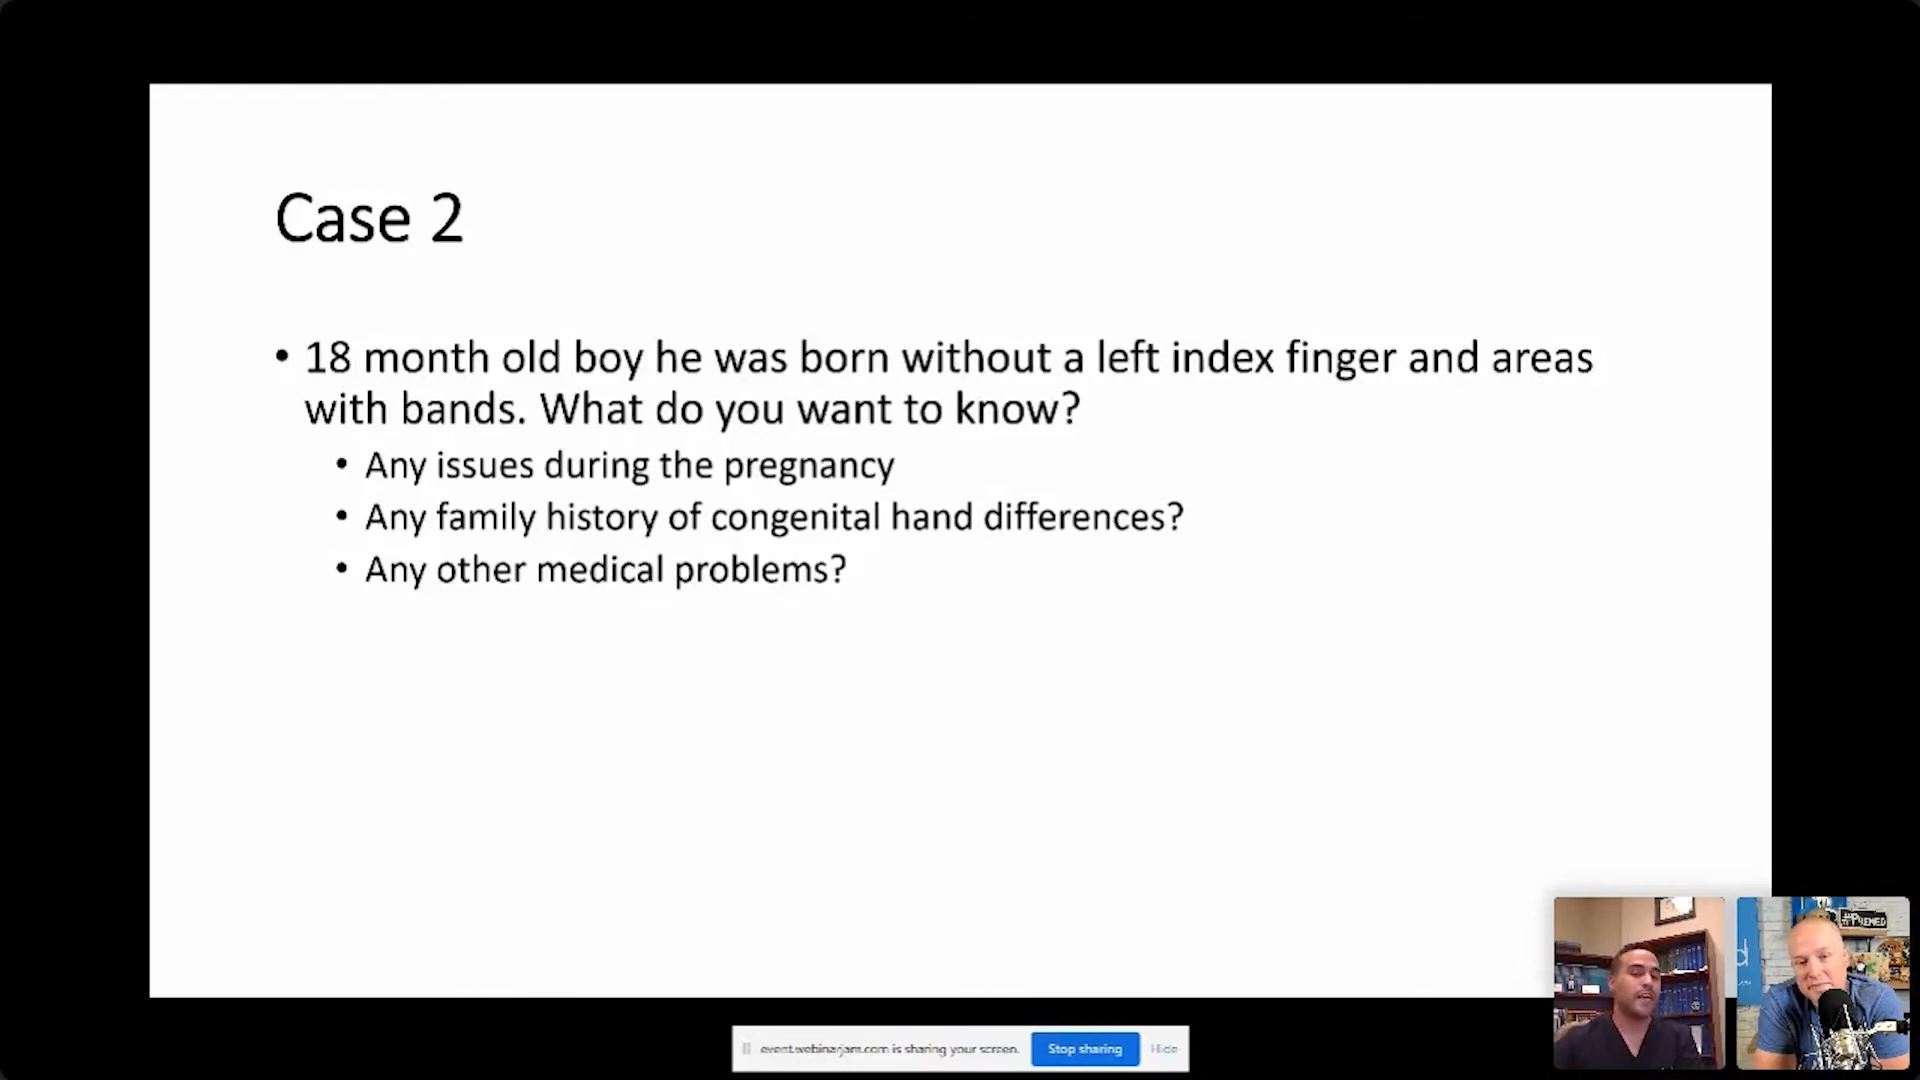 Case 2
• 18 month old boy he was born without a left index finger and areas
with bands. What do you want to know?
• Any issues during the pregnancy
• Any family history of congenital hand differences?
• Any other medical problems?
#PREMED
d
event.webinarjam.com is sharing your screen.
Stop sharing
Hide